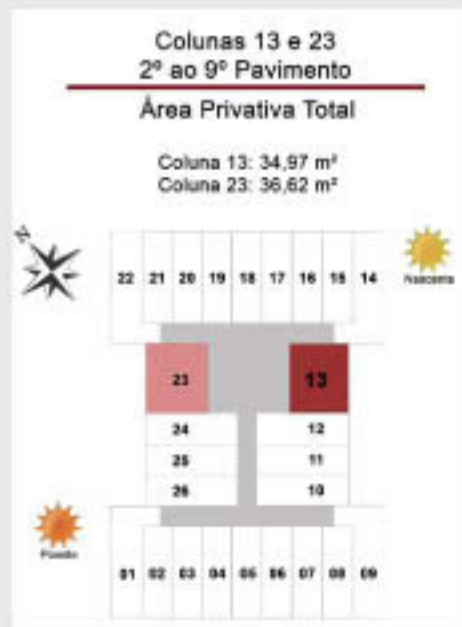 Colunas 13 e 23
2º ao 9º Pavimento
Área Privativa Total
Coluna 13: 34,97 m²
Coluna 23: 36,62 m²
N
22 21 20 19 18 17 16 15 14
Nascente
23 13
24 12
25 11
26 10
Poente
01 02 03 04 05 06 07 08 09